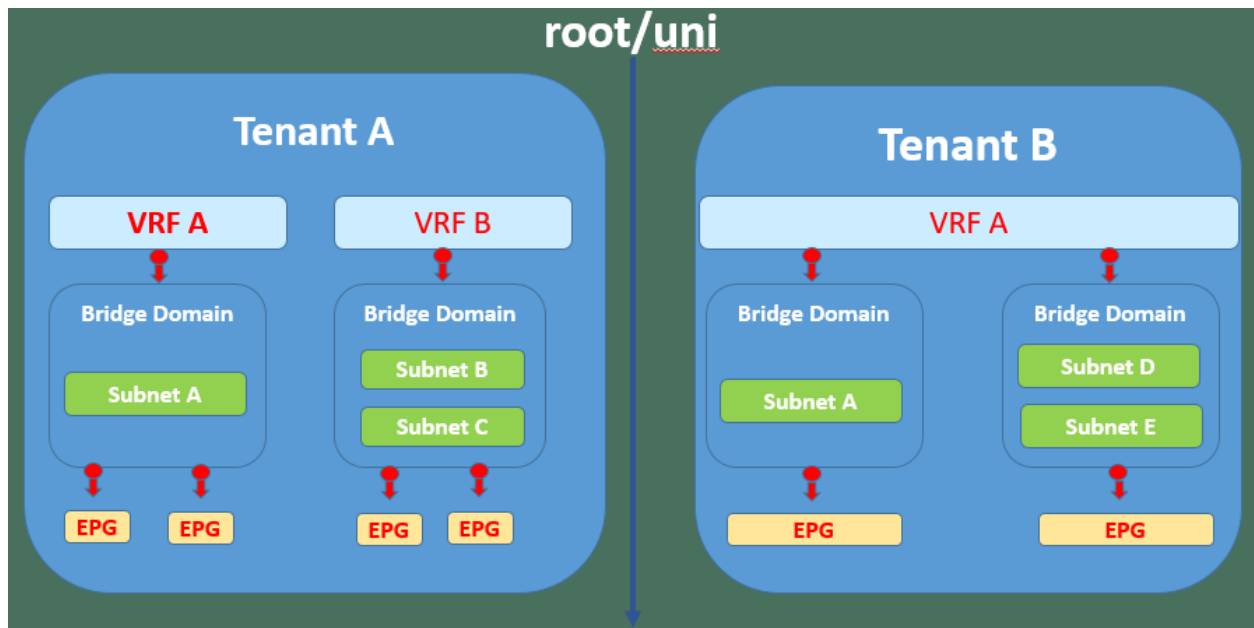 root/uni
Tenant A
VRF A
VRF B
Bridge Domain
Subnet A
Bridge Domain
Subnet B
Subnet C
EPG
EPG
EPG
EPG
Tenant B
VRF A
Bridge Domain
Subnet A
Bridge Domain
Subnet D
Subnet E
EPG
EPG